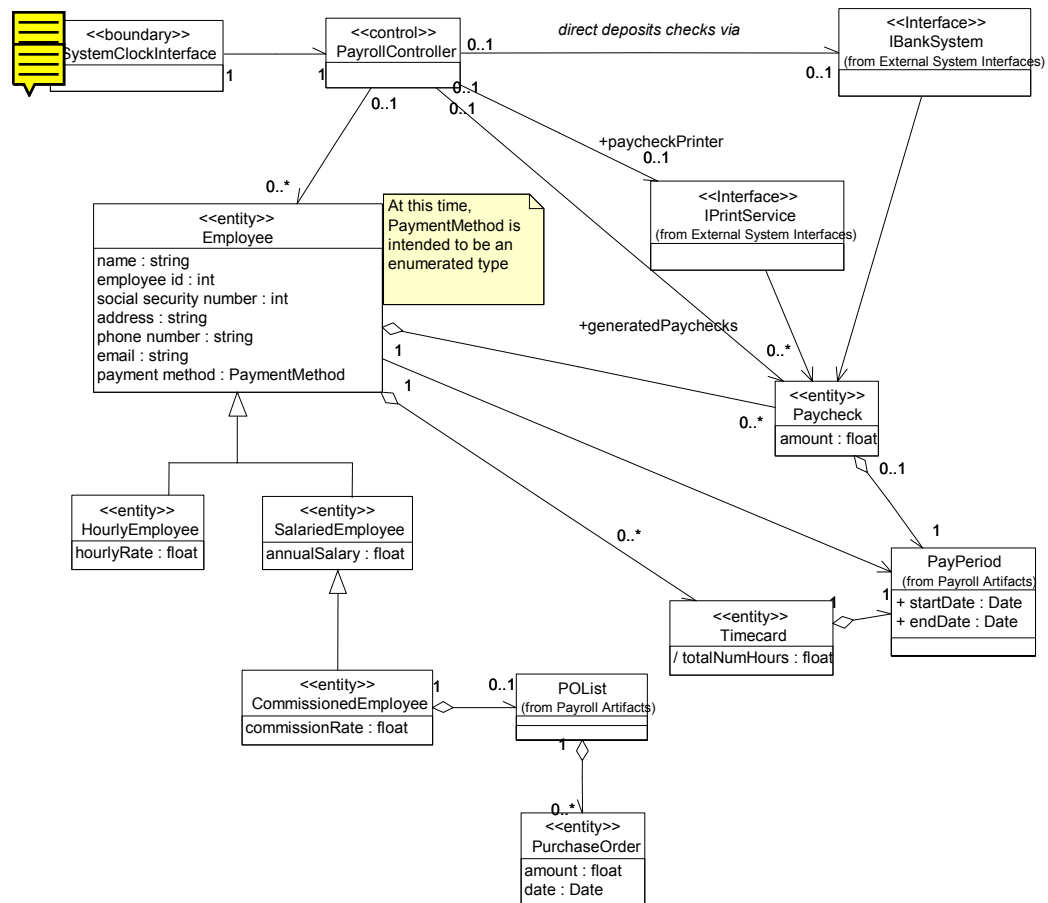 <<boundary>>
SystemClockInterface
1
<<control>>
PayrollController
1
0..1
direct deposits checks via
0..1
<<Interface>>
IBankSystem
(from External System Interfaces)
0..1
0..1
0..1
+paycheckPrinter
0..1
<<Interface>>
IPrintService
(from External System Interfaces)
0..*
<<entity>>
Employee
name : string
employee id : int
social security number : int
address : string
phone number : string
email : string
payment method : PaymentMethod
At this time,
PaymentMethod is
intended to be an
enumerated type
+generatedPaychecks
0..*
1
1
0..*
<<entity>>
Paycheck
amount : float
0..1
1
<<entity>>
HourlyEmployee
hourlyRate : float
<<entity>>
SalariedEmployee
annualSalary : float
0..*
PayPeriod
(from Payroll Artifacts)
+ startDate : Date
+ endDate : Date
1
1
<<entity>>
Timecard
/ totalNumHours : float
<<entity>>
CommissionedEmployee
commissionRate : float
1
0..1
POList
(from Payroll Artifacts)
1
0..*
<<entity>>
PurchaseOrder
amount : float
date : Date